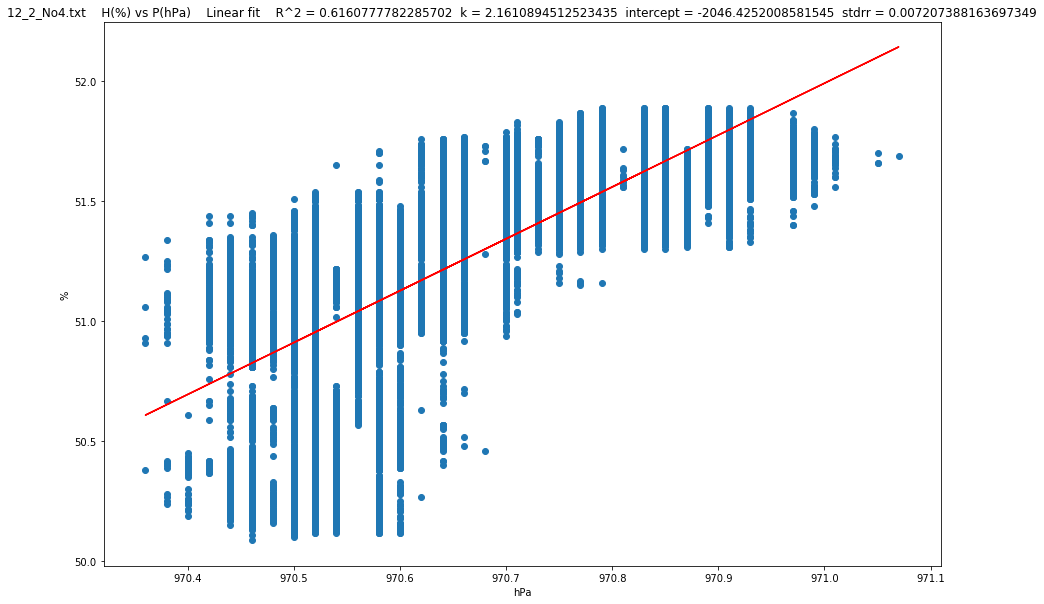 12_2_No4.txt    H(%) vs P(hPa)    Linear fit    R^2 = 0.6160777782285702  k = 2.1610894512523435  intercept = -2046.4252008581545  stdrr = 0.007207388163697349
52.0
51.5
%
51.0
50.5
50.0
970.4 970.5 970.6 970.7 970.8 970.9 971.0 971.1
hPa